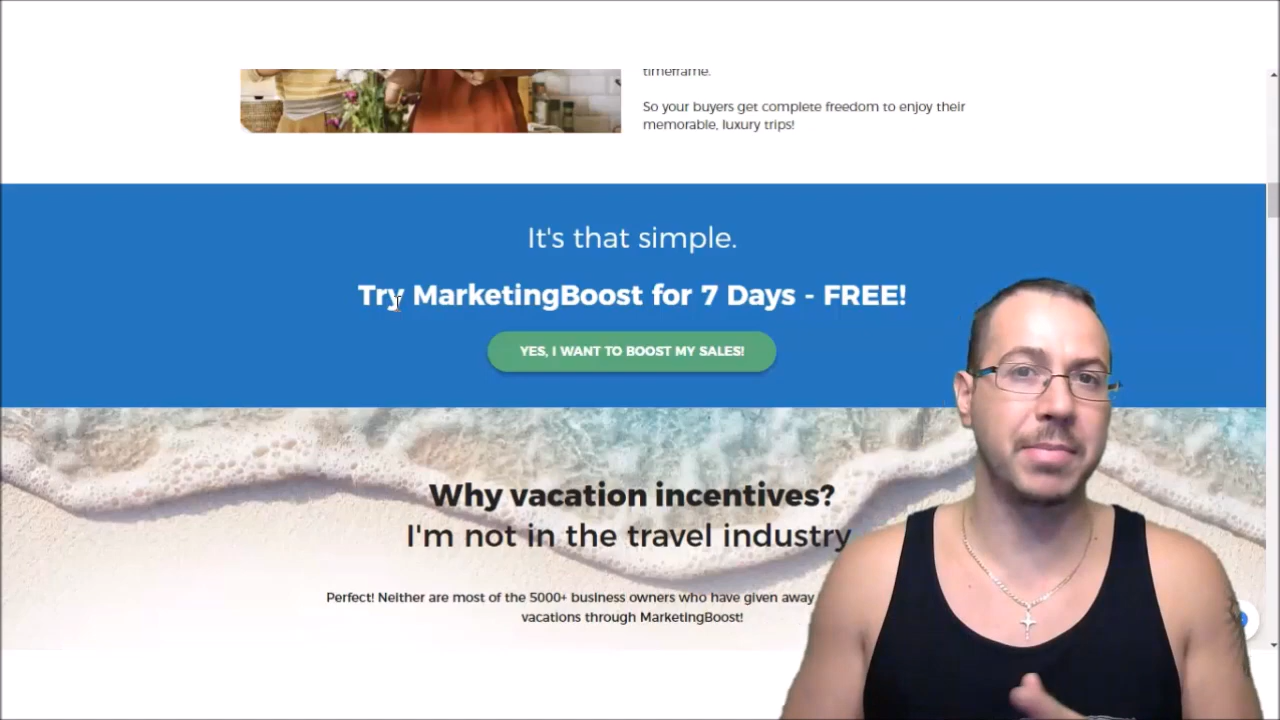 timeframe.
So your buyers get complete freedom to enjoy their
memorable, luxury trips!
It's that simple.
Try MarketingBoost for 7 Days - FREE!
YES, I WANT TO BOOST MY SALES!
Why vacation incentives?
I'm not in the travel industry
Perfect! Neither are most of the 5000+ business owners who have given away
vacations through MarketingBoost!